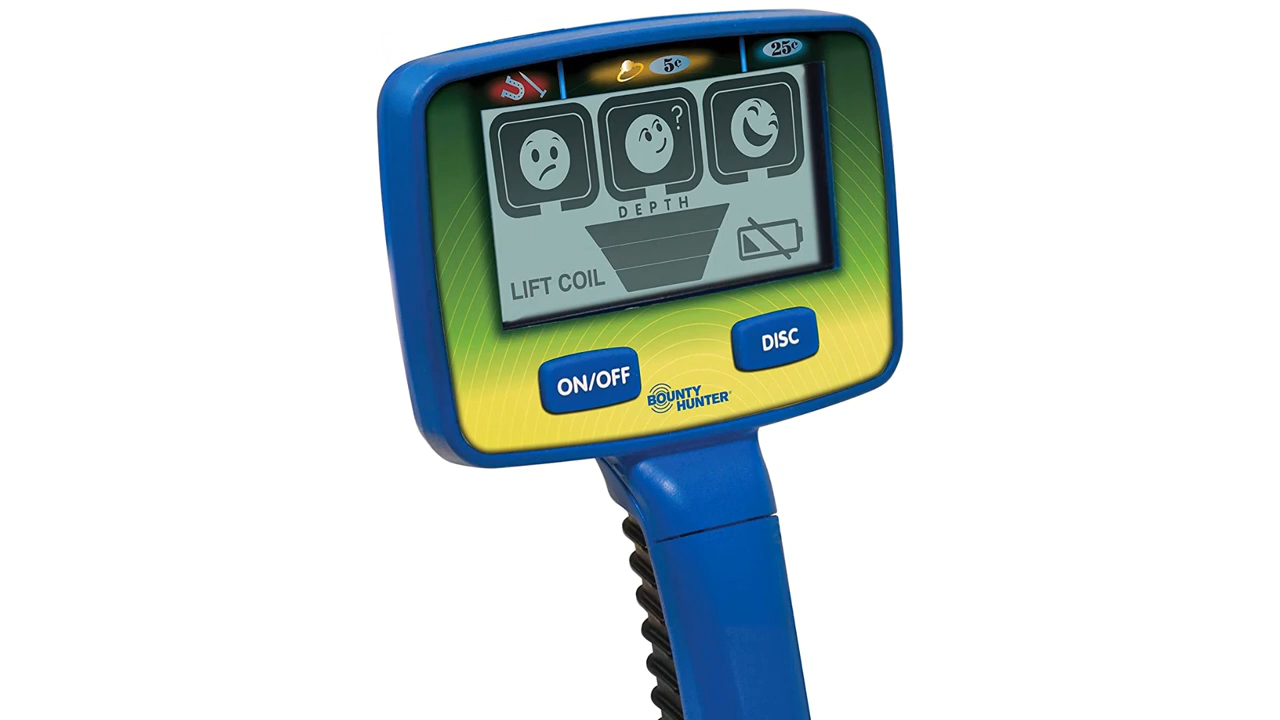 5¢
25¢
?
DEPTH
LIFT COIL
ON/OFF
DISC
BOUNTY
HUNTER®